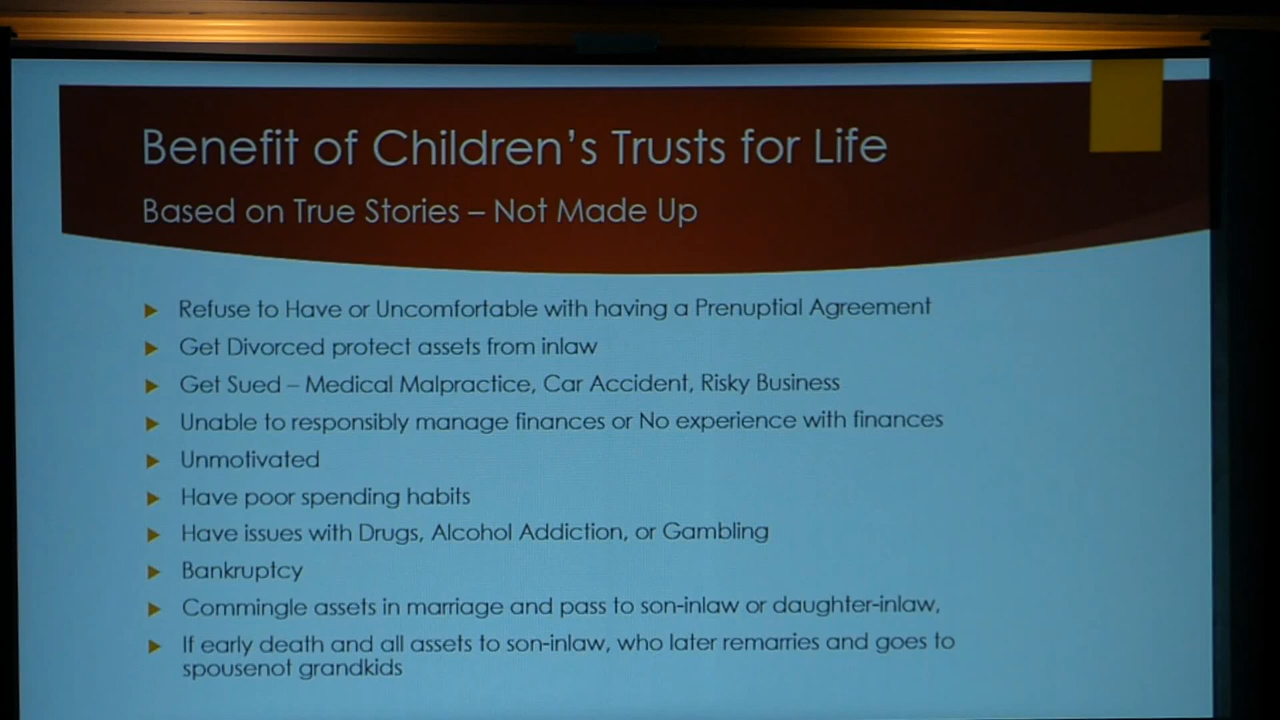 Benefit of Children's Trusts for Life
Based on True Stories – Not Made Up
Refuse to Have or Uncomfortable with having a Prenuptial Agreement
Get Divorced protect assets from inlaw
Get Sued – Medical Malpractice, Car Accident, Risky Business
Unable to responsibly manage finances or No experience with finances
Unmotivated
Have poor spending habits
Have issues with Drugs, Alcohol Addiction, or Gambling
Bankruptcy
Commingle assets in marriage and pass to son-inlaw or daughter-inlaw,
If early death and all assets to son-inlaw, who later remarries and goes to
spousenot grandkids